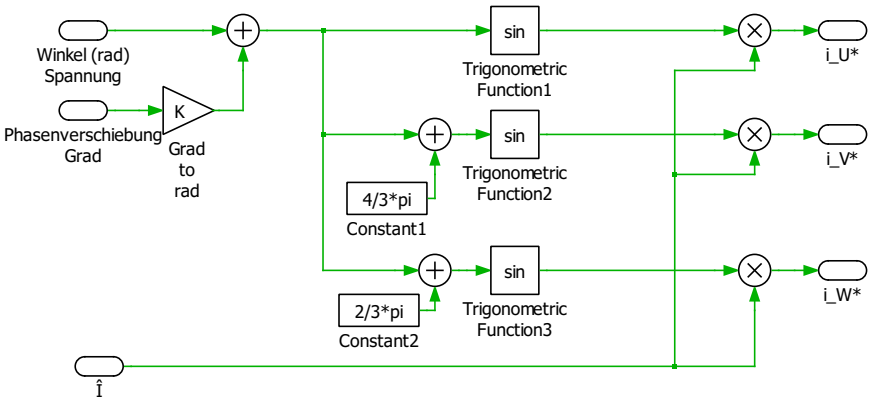 Winkel (rad)
Spannung
Phasenverschiebung
Grad
K
Grad
to
rad
sin
Trigonometric
Function1
i_U*
4/3*pi
Constant1
sin
Trigonometric
Function2
i_V*
2/3*pi
Constant2
sin
Trigonometric
Function3
i_W*
Î